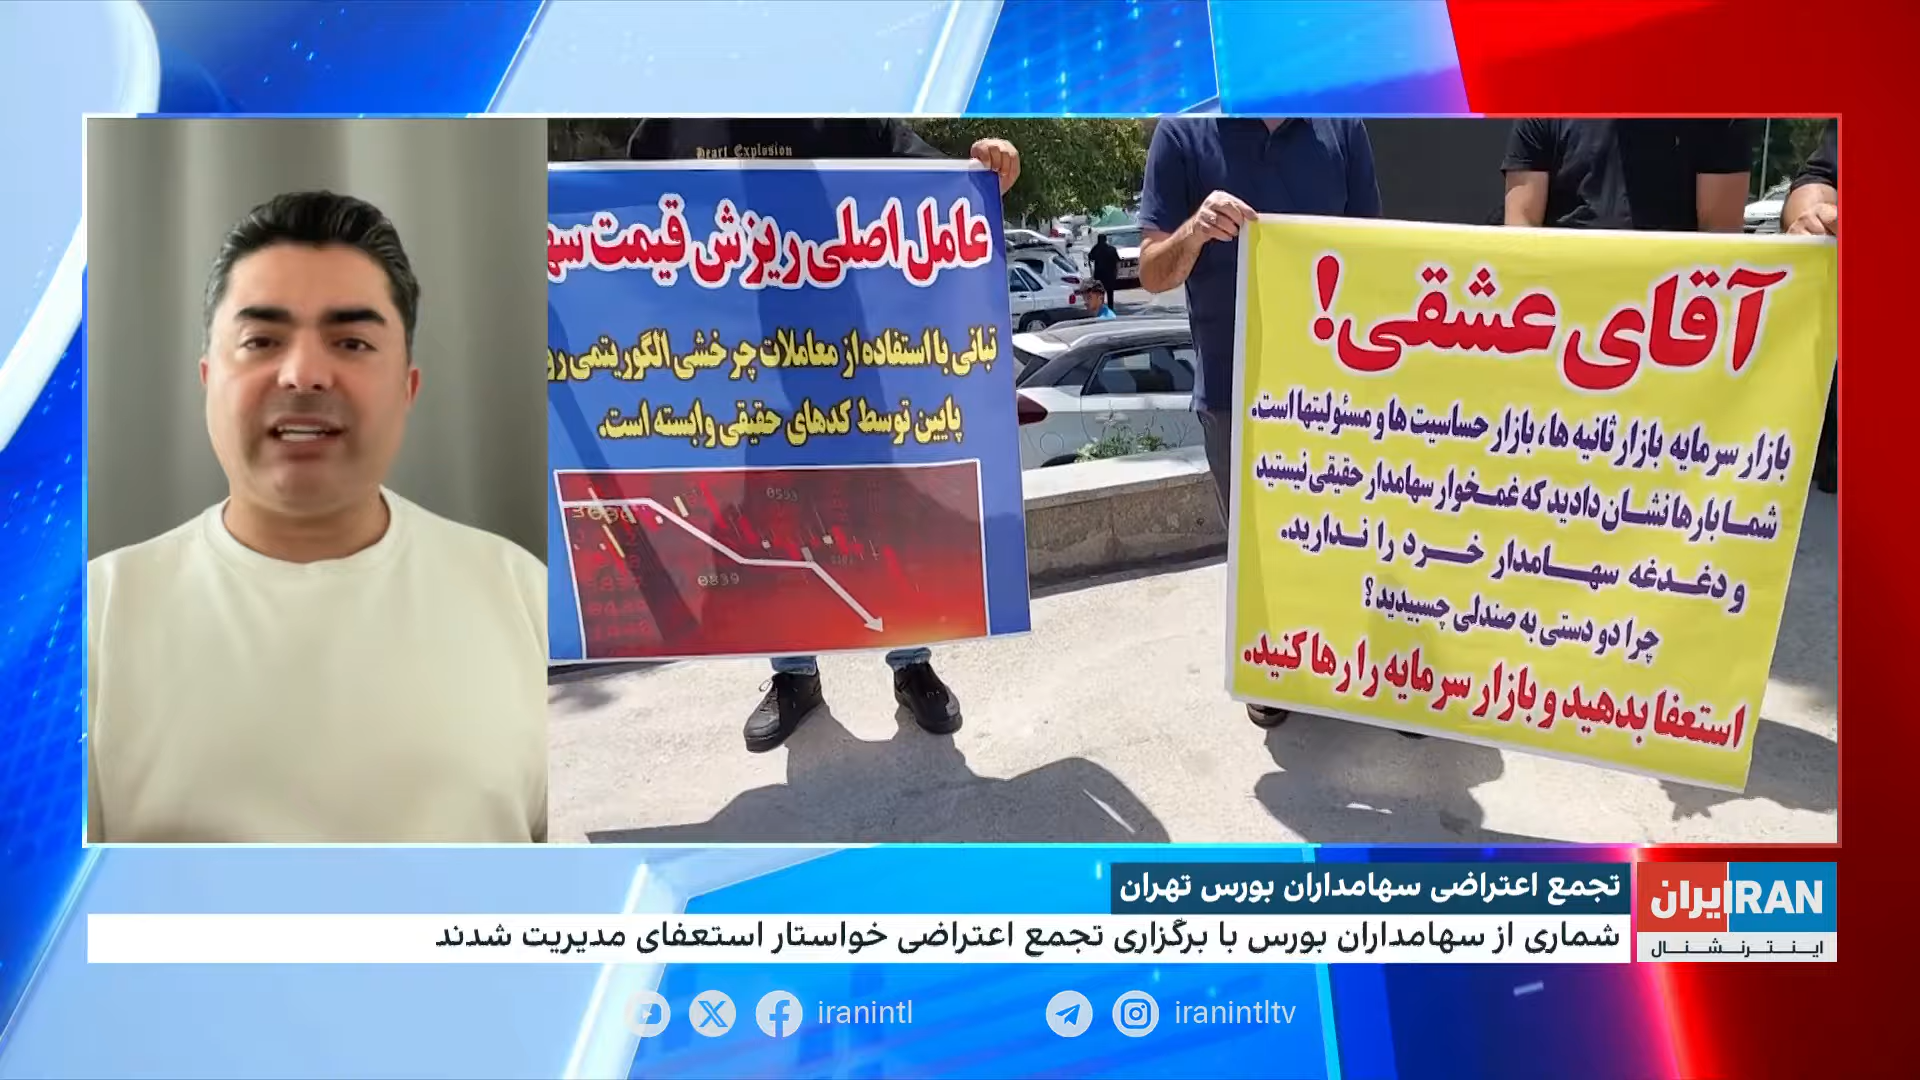 Heart Explosion
عامل اصلی ریزش قیمت
تبانی با استفاده از معاملات چرخشی الگوریتمی رو
پایین توسط کدهای حقیقی وابسته است.
0553
0839
آقای عشقی!
بازار سرمایه بازار ثانیه ها، بازار حساسیت ها و مسئولیتها است.
شما بارها نشان دادید که غمخوار سهامدار حقیقی نیستید
و دغدغه سهامدار خرد را ندارید.
چرا دو دستی به صندلی چسبیدید ؟
استعفا بدهید و بازار سرمایه را رها کنید.
تجمع اعتراضی سهامداران بورس تهران
شماری از سهامداران بورس با برگزاری تجمع اعتراضی خواستار استعفای مدیریت شدند
ایران IRAN
اینترنشنال
iranintl
iranintltv